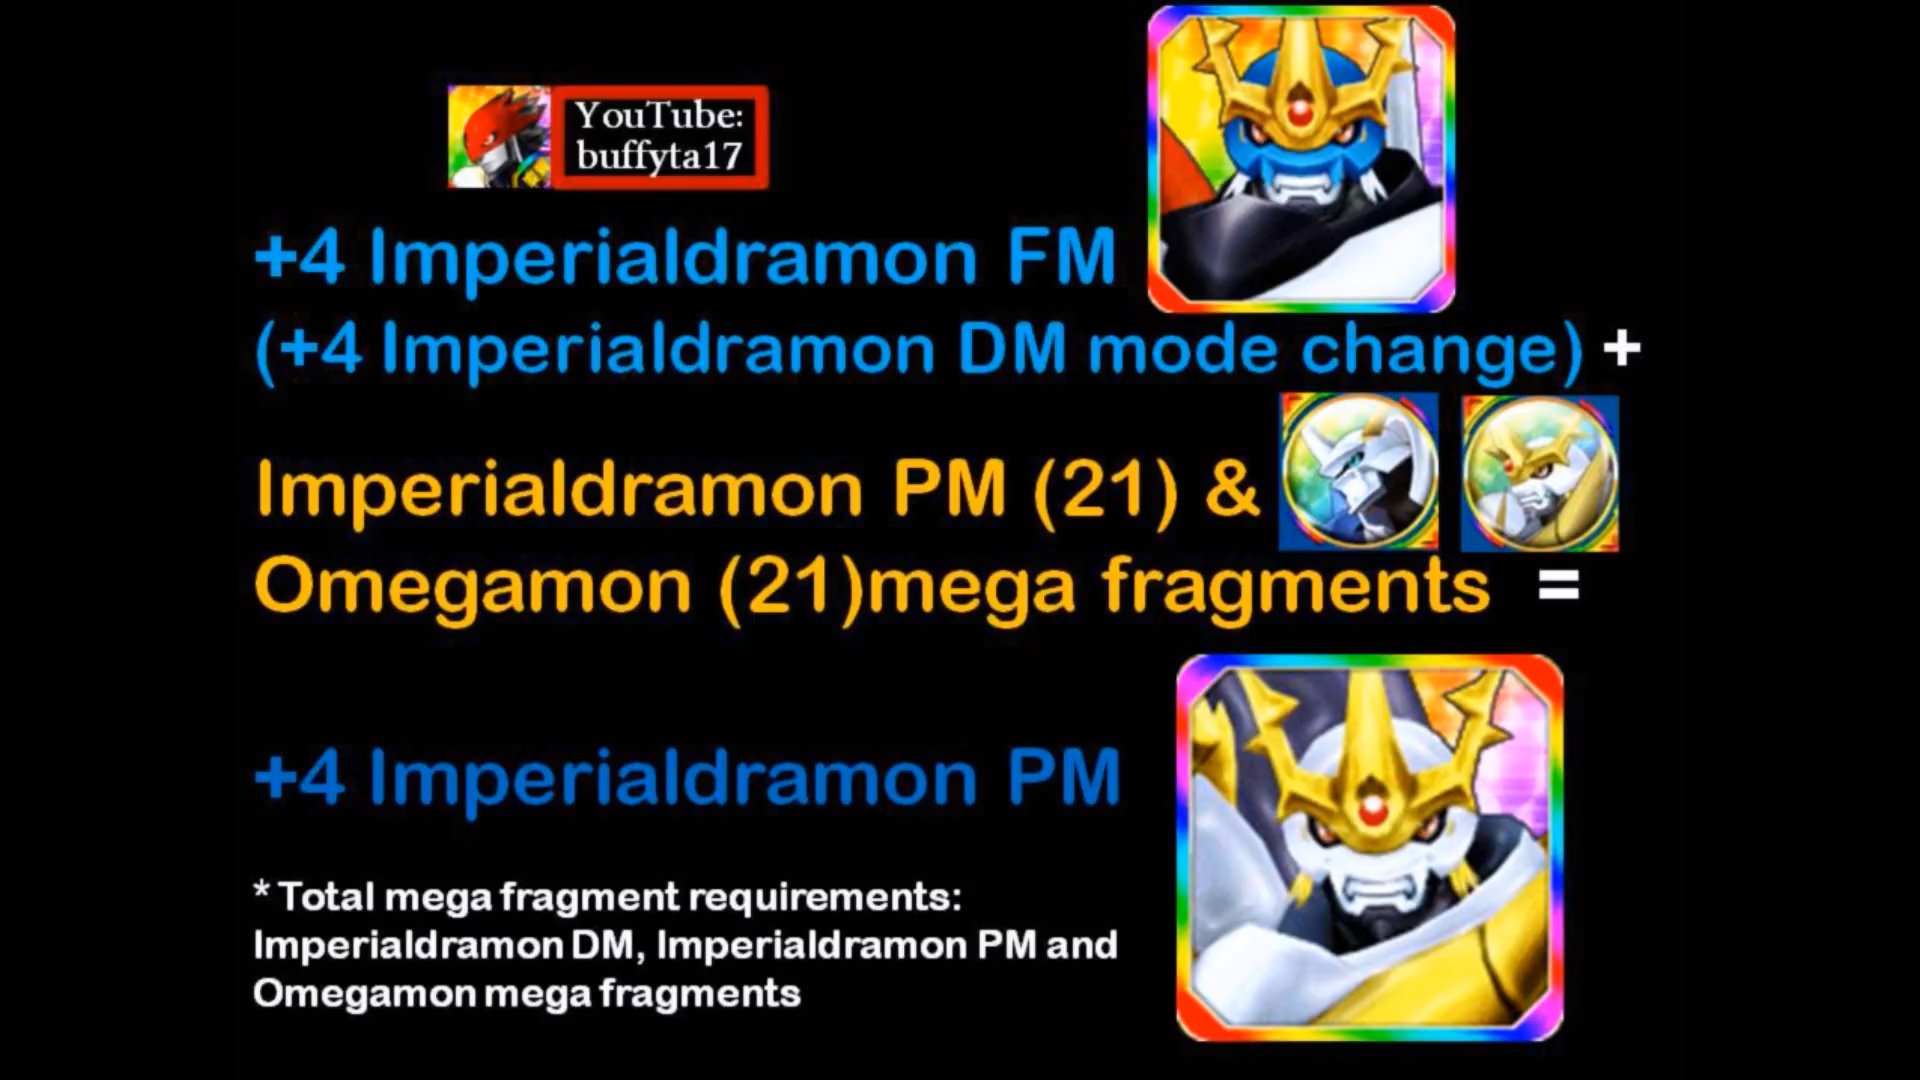 YouTube:
buffyta17
+4 Imperialdramon FM
(+4 Imperialdramon DM mode change) +
Imperialdramon PM (21) &
Omegamon (21)mega fragments =
+4 Imperialdramon PM
* Total mega fragment requirements:
Imperialdramon DM, Imperialdramon PM and
Omegamon mega fragments